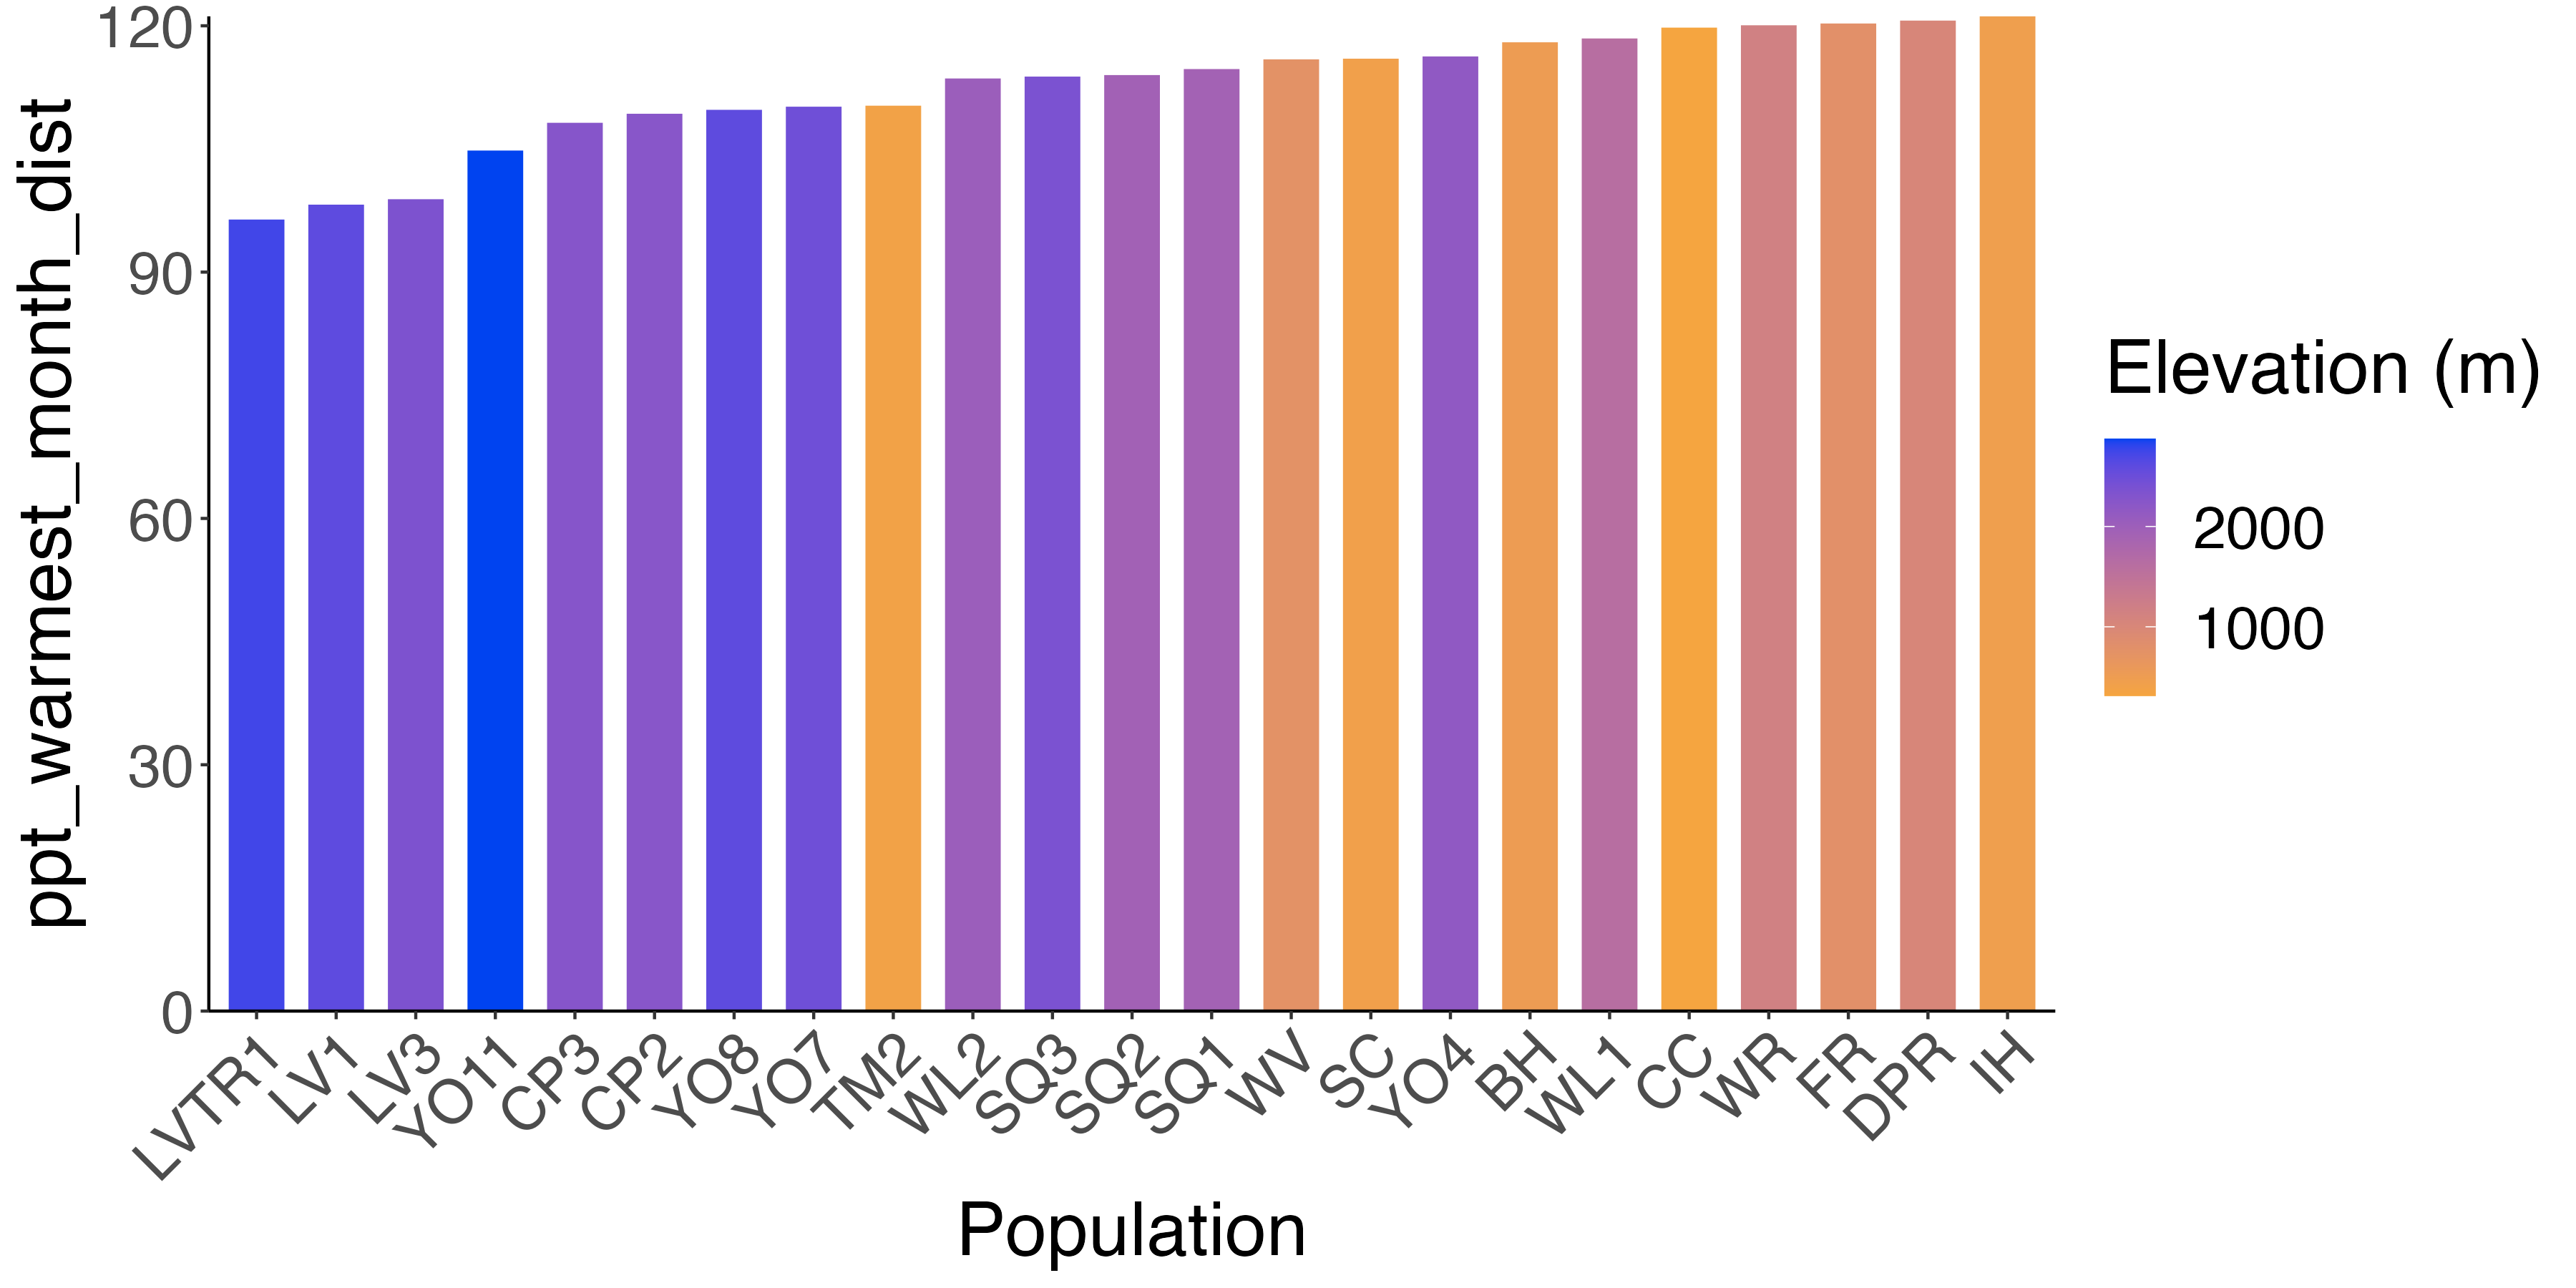 ppt_warmest_month_dist
120
90
60
30
0
LVTR1
LV1
LV3
YO11
CP3
CP2
YO8
YO7
TM2
WL2
SQ3
SQ2
SQ1
WV
SC
YO4
BH
WL1
CC
WR
FR
DPR
IH
Population
Elevation (m)
2000
1000